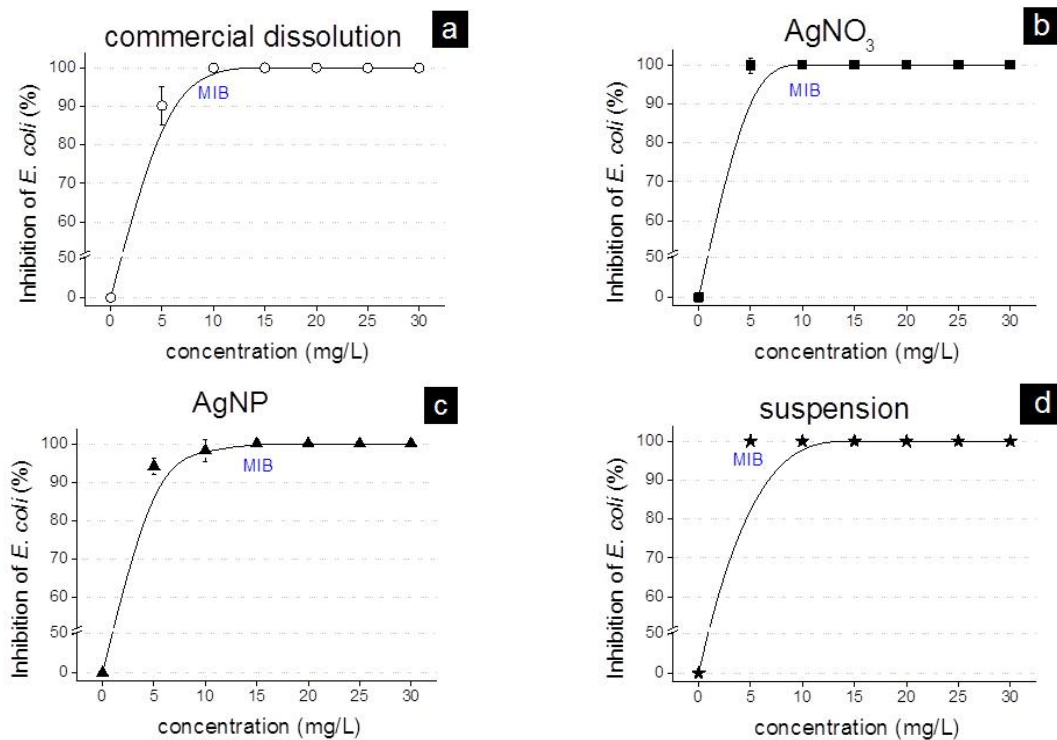 commercial dissolution
a
Inhibition of E. coli (%)
100
90
80
70
60
50
0
MIB
0 5 10 15 20 25 30
concentration (mg/L)
AgNO₃
b
Inhibition of E. coli (%)
100
90
80
70
60
50
0
MIB
0 5 10 15 20 25 30
concentration (mg/L)
AgNP
c
Inhibition of E. coli (%)
100
90
80
70
60
50
0
MIB
0 5 10 15 20 25 30
concentration (mg/L)
suspension
d
Inhibition of E. coli (%)
100
90
80
70
60
50
0
MIB
0 5 10 15 20 25 30
concentration (mg/L)